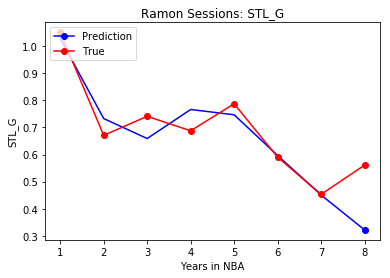 Ramon Sessions: STL_G
Prediction
True
1.0
0.9
0.8
0.7
0.6
0.5
0.4
0.3
STL_G
1 2 3 4 5 6 7 8
Years in NBA